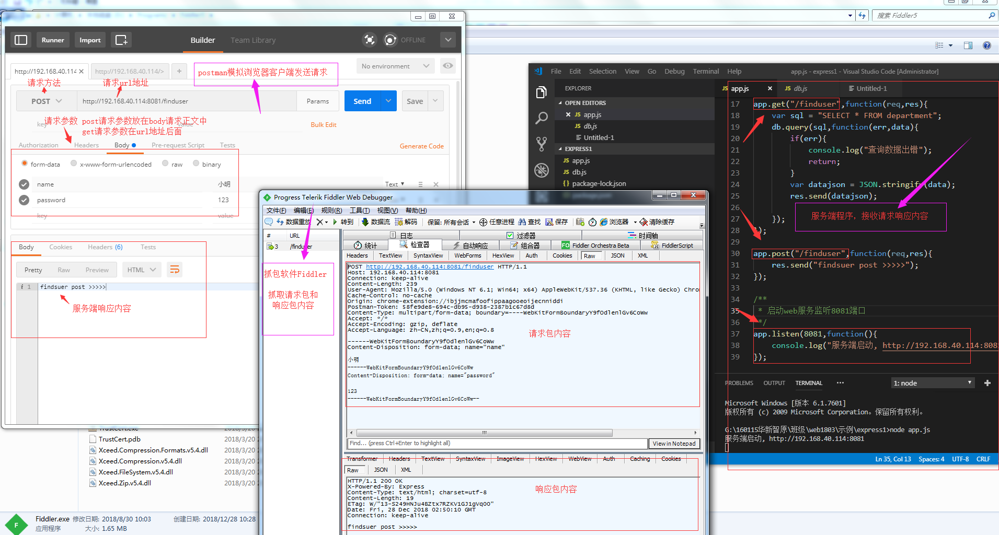 搜索 Fiddler5
Runner
Import
Builder
Team Library
OFFLINE
http://192.168.40.114
http://192.168.40.114/>
+
postman模拟浏览器客户端发送请求
No environment
请求方法
请求url地址
POST
http://192.168.40.114:8081/finduser
Params
Send
Save
请求参数 post请求参数放在body请求正文中
get请求参数在url地址后面
key
value
Bulk Edit
Authorization
Headers
Body
Pre-request Script
Tests
Generate Code
form-data
x-www-form-urlencoded
raw
binary
name
小明
Text
password
123
key
value
Body
Cookies
Headers (6)
Tests
Pretty
Raw
Preview
HTML
i 1
findsuer post >>>>>
服务端响应内容
TrustCert.exe
2018/3/20
TrustCert.pdb
2018/3/20
Xceed.Compression.Formats.v5.4.dll
2018/3/20
Xceed.Compression.v5.4.dll
2018/3/20
Xceed.FileSystem.v5.4.dll
2018/3/20
Xceed.Zip.v5.4.dll
2018/3/20
Fiddler.exe 修改日期: 2018/8/30 10:03
创建日期: 2018/12/28 10:28
应用程序
大小: 1.65 MB
Progress Telerik Fiddler Web Debugger
文件(F) 编辑(E) 规则(R) 工具(T) 视图(V) 帮助(H)
数据重放 转到 数据流 解码 保留: 所有会话 任意进程 查找 保存 浏览器 清除缓存
# URL
3 /finduser
抓包软件Fiddler
抓取请求包和
响应包内容
日志 过滤器 时间轴
统计 检查器 自动响应 组合器 FO Fiddler Orchestra Beta FiddlerScript
Headers TextView SyntaxView WebForms HexView Auth Cookies Raw JSON XML
POST http://192.168.40.114:8081/finduser HTTP/1.1
Host: 192.168.40.114:8081
Connection: keep-alive
Content-Length: 239
User-Agent: Mozilla/5.0 (Windows NT 6.1; Win64; x64) AppleWebKit/537.36 (KHTML, like Gecko) Chro
Cache-Control: no-cache
Origin: chrome-extension://ibjjmcmafoofippaagooeoijecnniddi
Postman-Token: 58fe9de8-694c-db95-d938-2387b1c67d8d
Content-Type: multipart/form-data; boundary=----WebKitFormBoundaryY9fOdlenlGv6CoWw
Accept: */*
Accept-Encoding: gzip, deflate
Accept-Language: zh-CN,zh;q=0.9,en;q=0.8
请求包内容
------WebKitFormBoundaryY9fOdlenlGv6CoWw
Content-Disposition: form-data; name="name"
小明
------WebKitFormBoundaryY9fOdlenlGv6CoWw
Content-Disposition: form-data; name="password"
123
------WebKitFormBoundaryY9fOdlenlGv6CoWw--
Find... (press Ctrl+Enter to highlight all)
View in Notepad
Transformer Headers TextView SyntaxView ImageView HexView WebView Auth Caching Cookies
Raw JSON XML
HTTP/1.1 200 OK
X-Powered-By: Express
Content-Type: text/html; charset=utf-8
Content-Length: 19
ETag: W/"13-S249HNJu4BZtx7RZKV1GJ1gVqOO"
Date: Fri, 28 Dec 2018 02:50:10 GMT
Connection: keep-alive
响应包内容
findsuer post >>>>>
File Edit Selection View Go Debug Terminal Help
app.js - express1 - Visual Studio Code [Administrator]
EXPLORER
OPEN EDITORS
JS app.js
JS db.js
Untitled-1
EXPRESS1
JS app.js
JS db.js
{} package-lock.json
package.json
JS app.js
JS db.js
Untitled-1
17 app.get("/finduser",function(req,res){
18 var sql = "SELECT * FROM department";
19 db.query(sql,function(err,data){
20 if(err){
21 console.log("查询数据出错");
22 return;
23 }
24 var datajson = JSON.stringify(data);
25 res.send(datajson);
26
27 });
28 });
29
30 app.post("/finduser",function(req,res){
31 res.send("findsuer post >>>>>");
32 });
33
34 /**
35 * 启动web服务监听8081端口
36 */
37 app.listen(8081,function(){
38 console.log("服务端启动, http://192.168.40.114:808
39 });
服务端程序，接收请求响应内容
PROBLEMS OUTPUT TERMINAL ···
1: node
Microsoft Windows [版本 6.1.7601]
版权所有 (c) 2009 Microsoft Corporation。保留所有权利。
G:\160115华新智原\班级\web1803\示例\express1>node app.js
服务端启动, http://192.168.40.114:8081
Ln 35, Col 13 Spaces: 4 UTF-8 CRLF